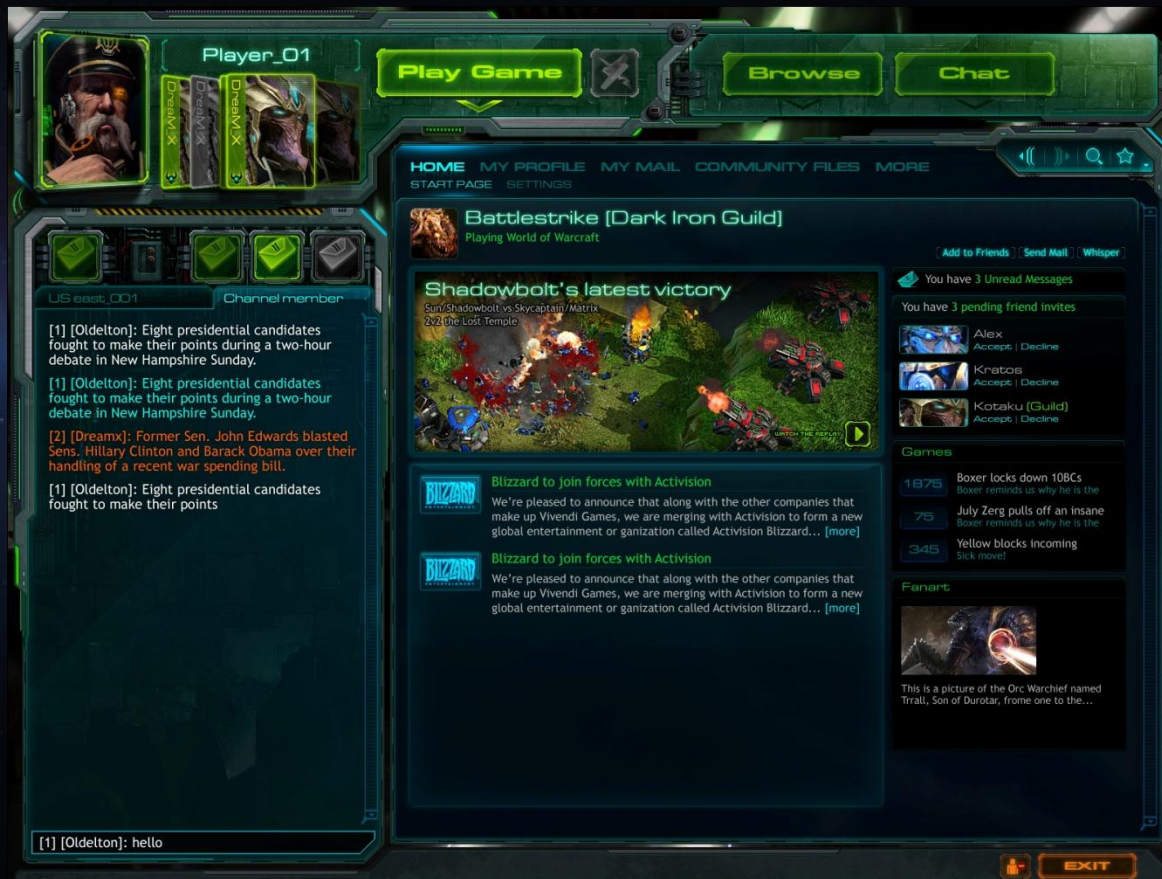 Player_01
DreaM.X
DreaM.X
DreaM.X
Play Game
Browse
Chat
US east_001
Channel member
[1] [Oldelton]: Eight presidential candidates
fought to make their points during a two-hour
debate in New Hampshire Sunday.
[1] [Oldelton]: Eight presidential candidates
fought to make their points during a two-hour
debate in New Hampshire Sunday.
[2] [Dreamx]: Former Sen. John Edwards blasted
Sens. Hillary Clinton and Barack Obama over their
handling of a recent war spending bill.
[1] [Oldelton]: Eight presidential candidates
fought to make their points
[1] [Oldelton]: hello
HOME MY PROFILE MY MAIL COMMUNITY FILES MORE
START PAGE SETTINGS
Battlestrike [Dark Iron Guild]
Playing World of Warcraft
Add to Friends Send Mail Whisper
Shadowbolt's latest victory
Sun/Shadowbolt vs Skycaptain/Matrix
2v2 the Lost Temple
WATCH THE REPLAY
BLIZZARD
ENTERTAINMENT
Blizzard to join forces with Activision
We're pleased to announce that along with the other companies that
make up Vivendi Games, we are merging with Activision to form a new
global entertainment or ganization called Activision Blizzard... [more]
BLIZZARD
ENTERTAINMENT
Blizzard to join forces with Activision
We're pleased to announce that along with the other companies that
make up Vivendi Games, we are merging with Activision to form a new
global entertainment or ganization called Activision Blizzard... [more]
You have 3 Unread Messages
You have 3 pending friend invites
Alex
Accept | Decline
Kratos
Accept | Decline
Kotaku (Guild)
Accept | Decline
Games
1875
Boxer locks down 10BCs
Boxer reminds us why he is the
75
July Zerg pulls off an insane
Boxer reminds us why he is the
345
Yellow blocks incoming
Sick move!
Fanart
This is a picture of the Orc Warchief named
Trrall, Son of Durotar, frome one to the...
EXIT